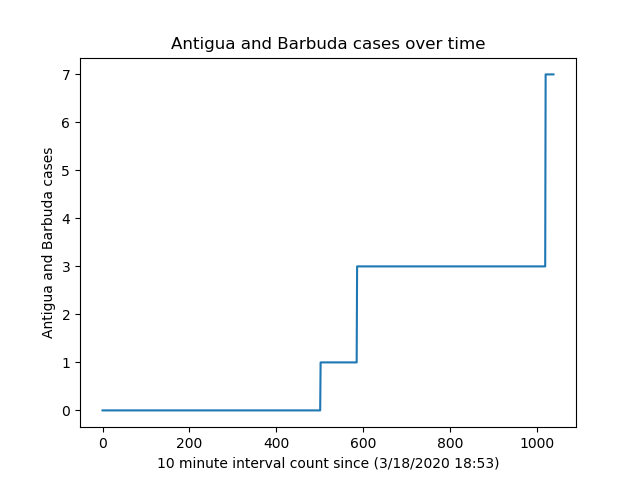 Antigua and Barbuda cases over time
Antigua and Barbuda cases
7
6
5
4
3
2
1
0
0 200 400 600 800 1000
10 minute interval count since (3/18/2020 18:53)